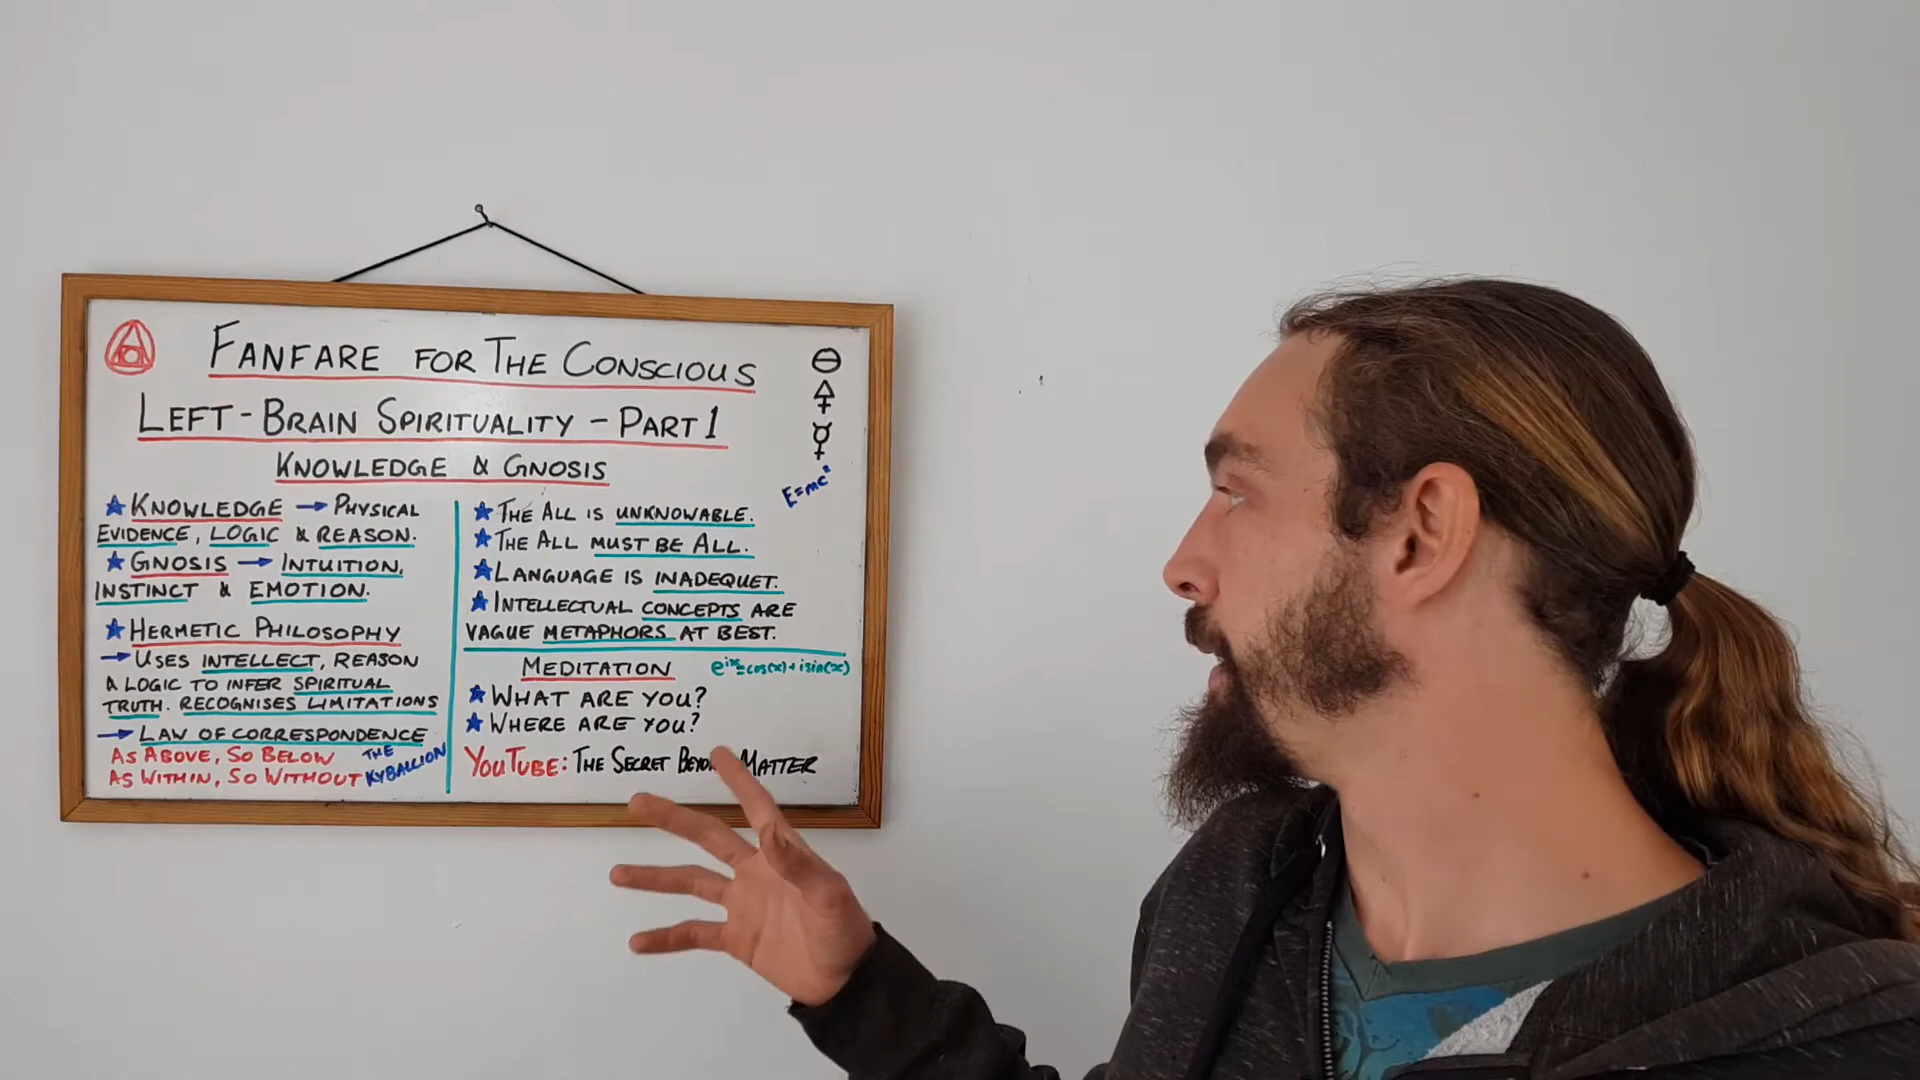 FANFARE FOR THE CONSCIOUS
LEFT-BRAIN SPIRITUALITY - PART 1
KNOWLEDGE & GNOSIS
KNOWLEDGE → PHYSICAL
EVIDENCE, LOGIC & REASON.
GNOSIS → INTUITION,
INSTINCT & EMOTION.
HERMETIC PHILOSOPHY
→ USES INTELLECT, REASON
& LOGIC TO INFER SPIRITUAL
TRUTH. RECOGNISES LIMITATIONS
→ LAW OF CORRESPONDENCE
AS ABOVE, SO BELOW
AS WITHIN, SO WITHOUT
THE
KYBALLION
E=mc²
THE ALL IS UNKNOWABLE.
THE ALL MUST BE ALL.
LANGUAGE IS INADEQUET.
INTELLECTUAL CONCEPTS ARE
VAGUE METAPHORS AT BEST.
MEDITATION
e^ix=cos(x)+isin(x)
WHAT ARE YOU?
WHERE ARE YOU?
YOUTUBE: THE SECRET MATTER